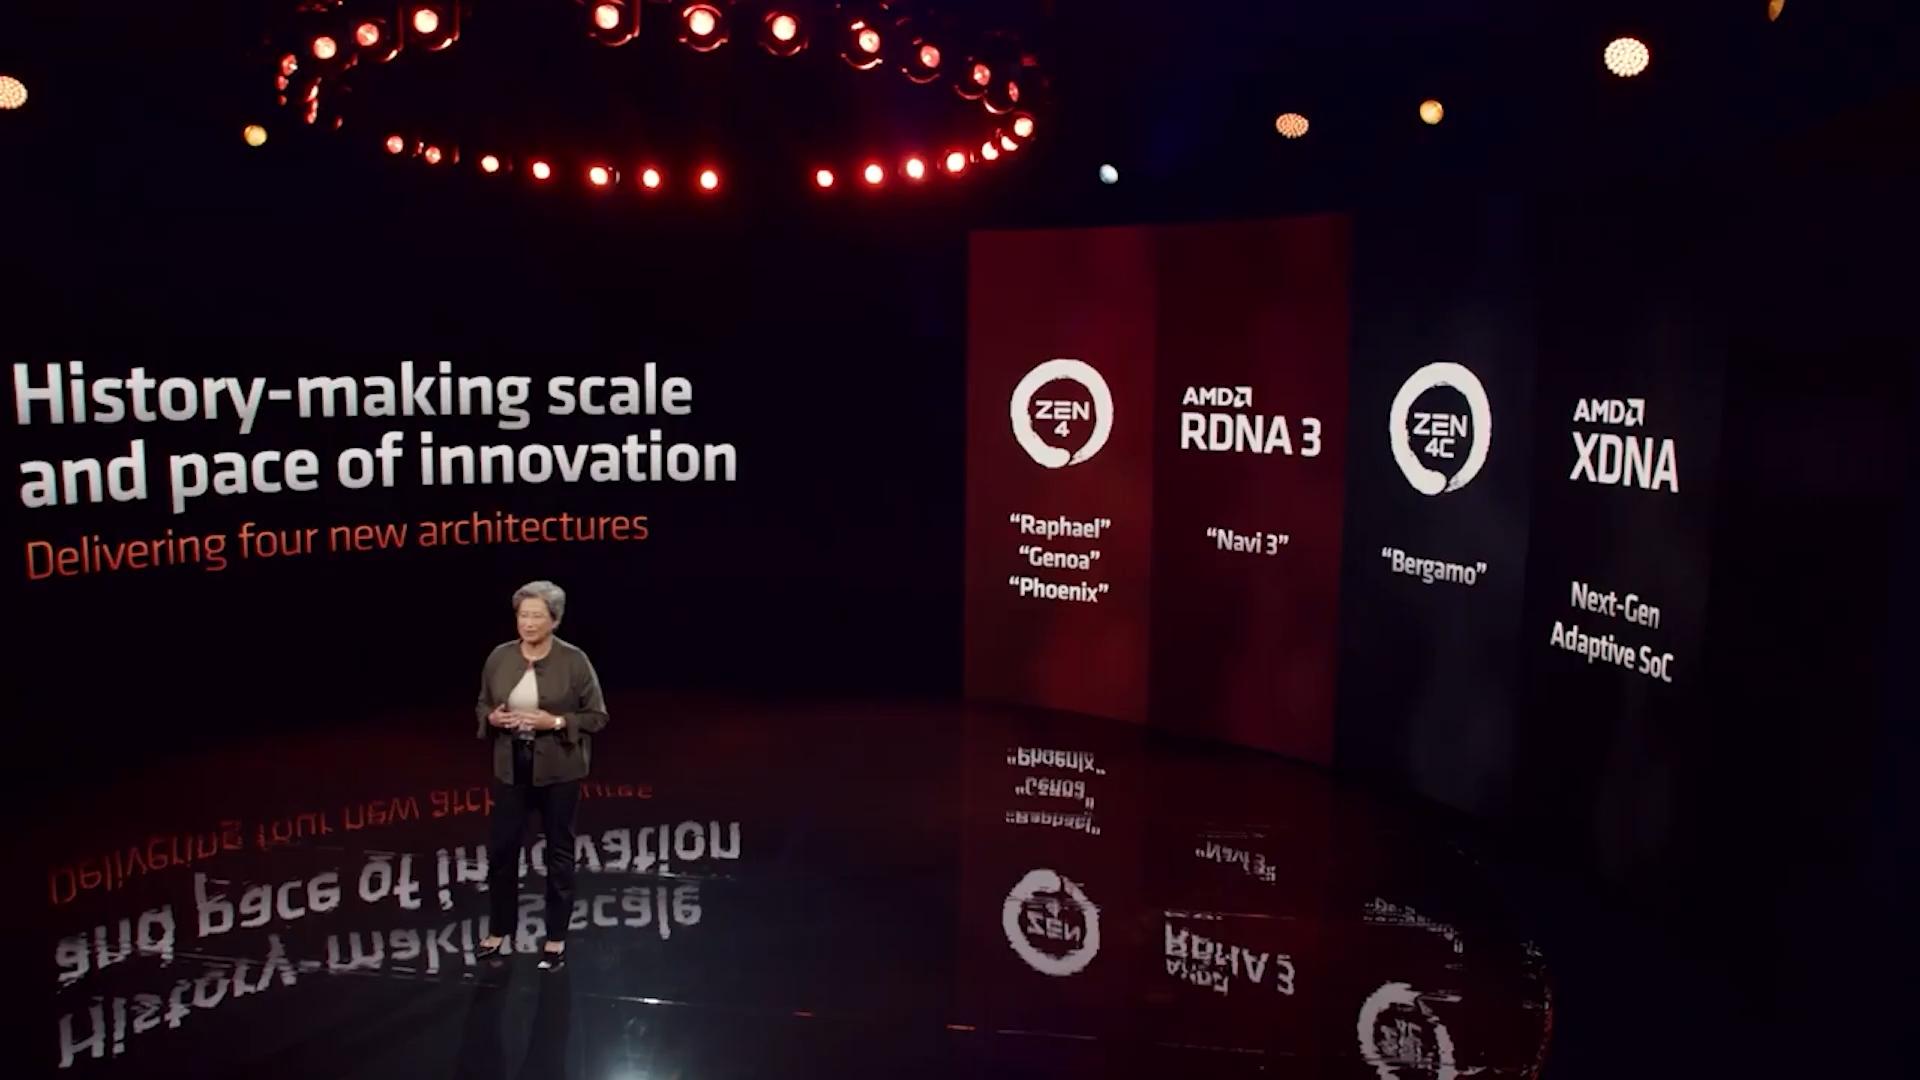 History-making scale
and pace of innovation
Delivering four new architectures
ZEN
4
“Raphael”
“Genoa”
“Phoenix”
AMD
RDNA 3
“Navi 3”
ZEN
4C
“Bergamo”
AMD
XDNA
Next-Gen
Adaptive SoC